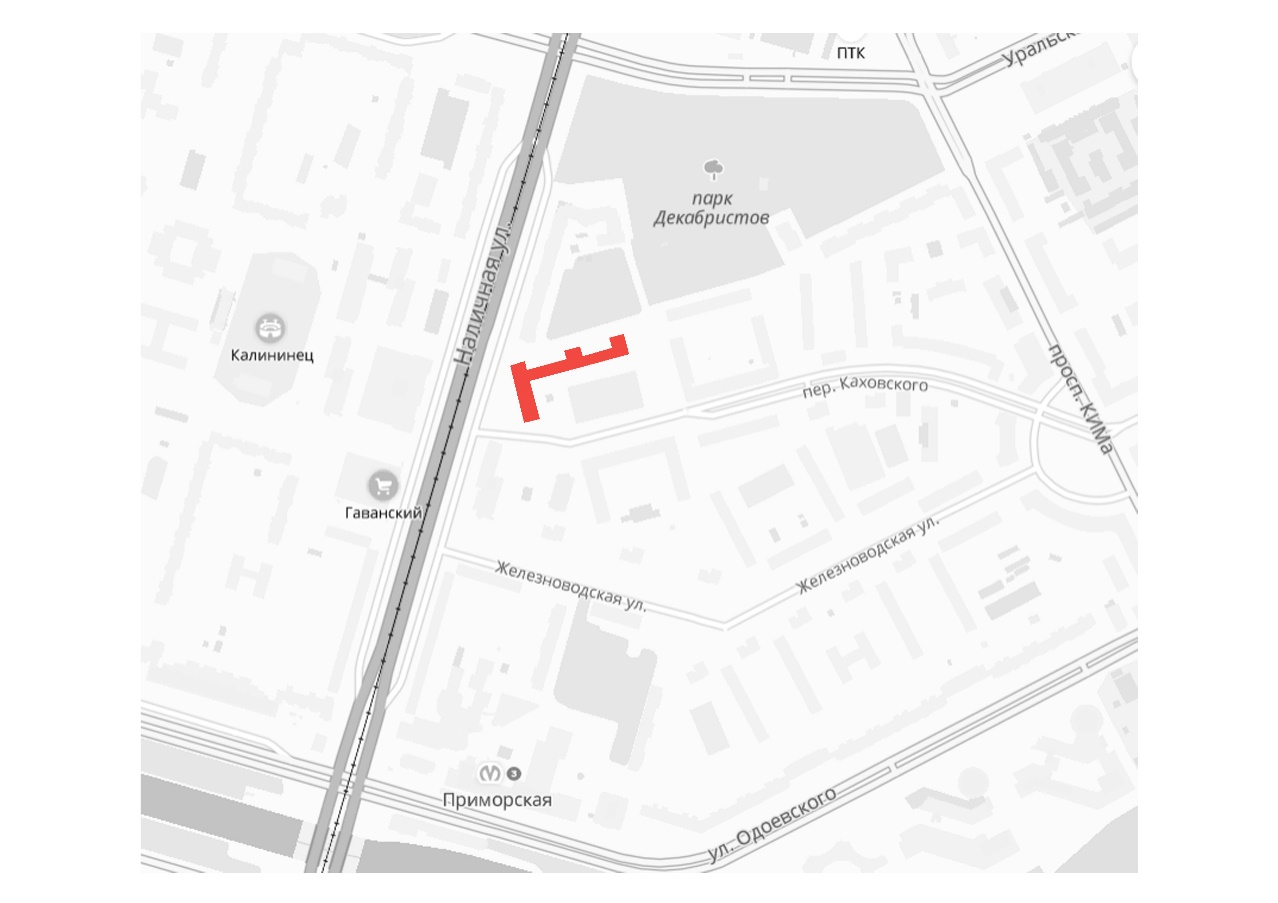 ПТК
Уральск
парк
Декабристов
Наличная ул.
Калининец
пер. Каховского
просп. КИМа
Гаванский
Железноводская ул.
Железноводская ул.
3
Приморская
ул. Одоевского